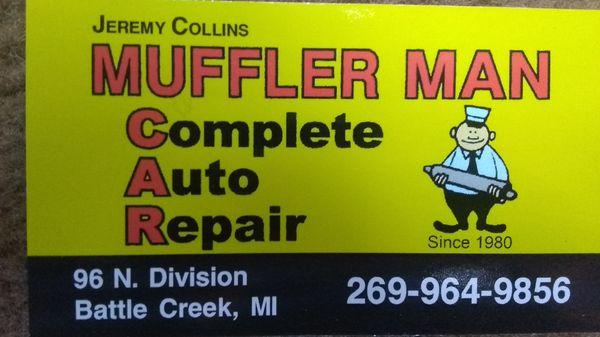 JEREMY COLLINS
MUFFLER MAN
Complete
Auto
Repair
Since 1980
96 N. Division
Battle Creek, MI
269-964-9856